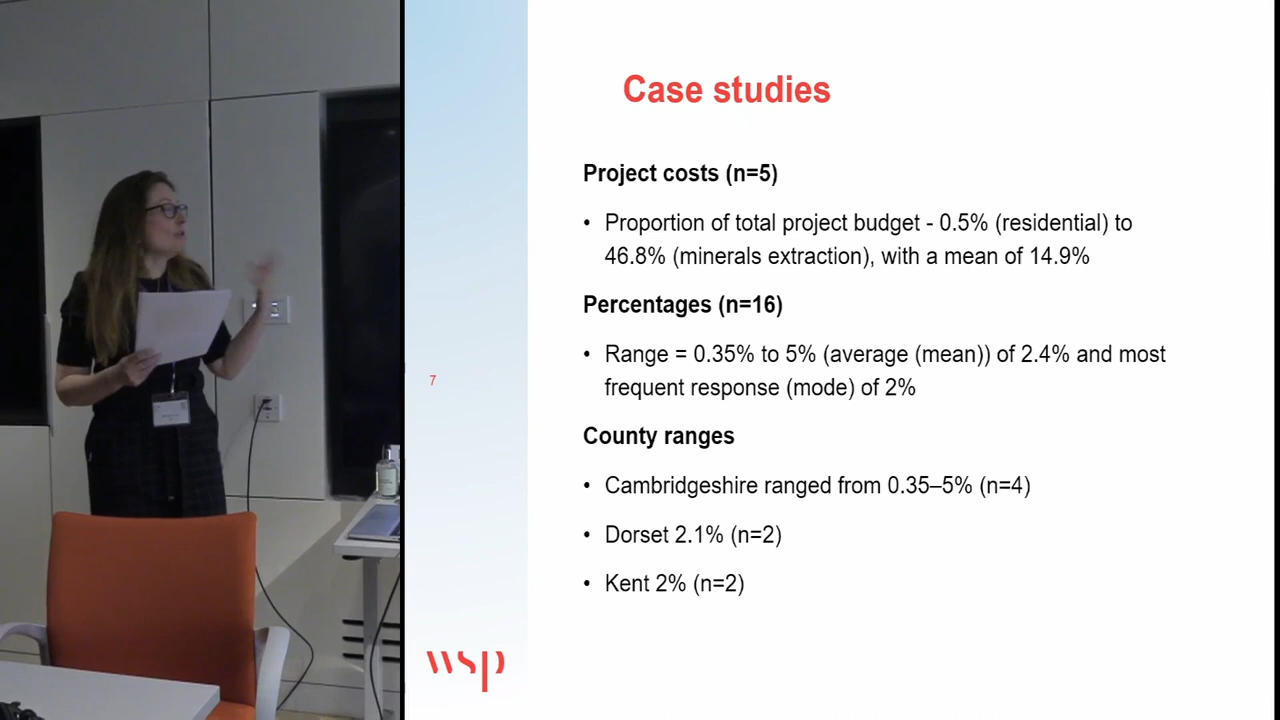 Case studies
Project costs (n=5)
• Proportion of total project budget - 0.5% (residential) to
46.8% (minerals extraction), with a mean of 14.9%
Percentages (n=16)
• Range = 0.35% to 5% (average (mean)) of 2.4% and most
frequent response (mode) of 2%
7
County ranges
• Cambridgeshire ranged from 0.35–5% (n=4)
• Dorset 2.1% (n=2)
• Kent 2% (n=2)
wsp